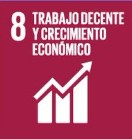 8 TRABAJO DECENTE
Y CRECIMIENTO
ECONÓMICO